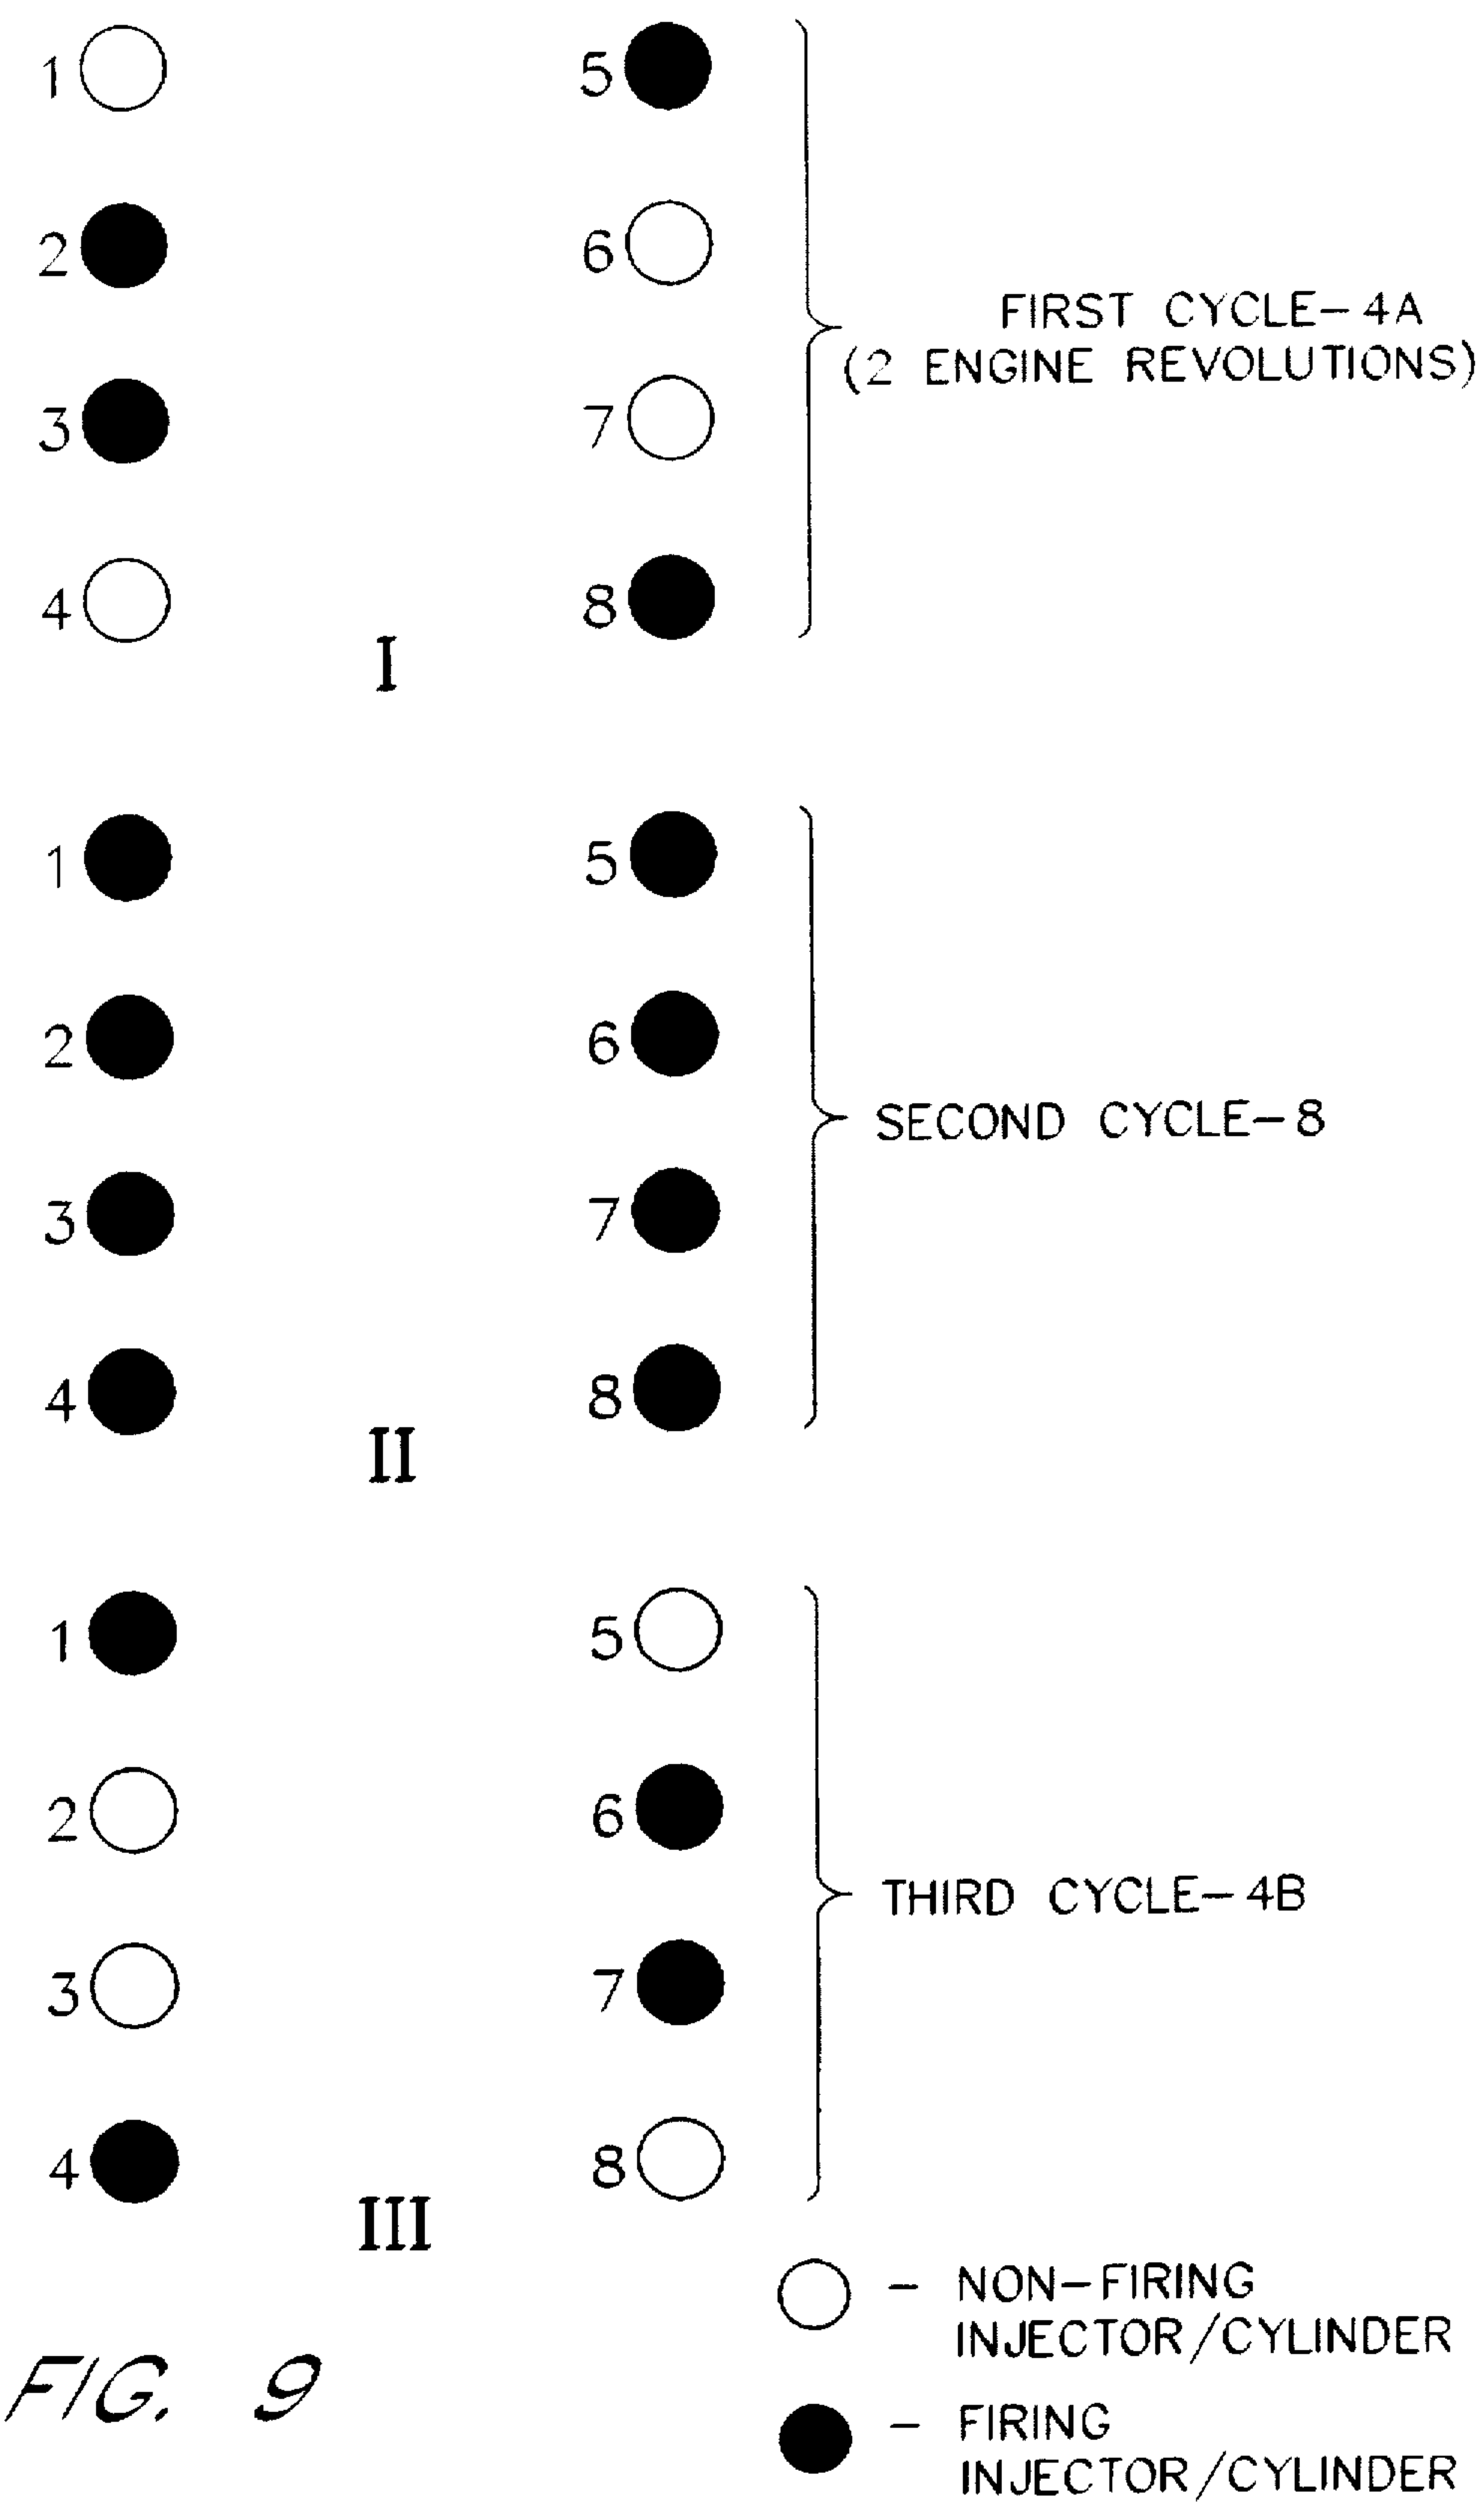 1 5
2 6
FIRST CYCLE-4A
(2 ENGINE REVOLUTIONS)
3 7
4 8
I
1 5
2 6
SECOND CYCLE-8
3 7
4 8
II
1 5
2 6
THIRD CYCLE-4B
3 7
4 8
III
- NON-FIRING
INJECTOR/CYLINDER
FIG. 9
- FIRING
INJECTOR/CYLINDER